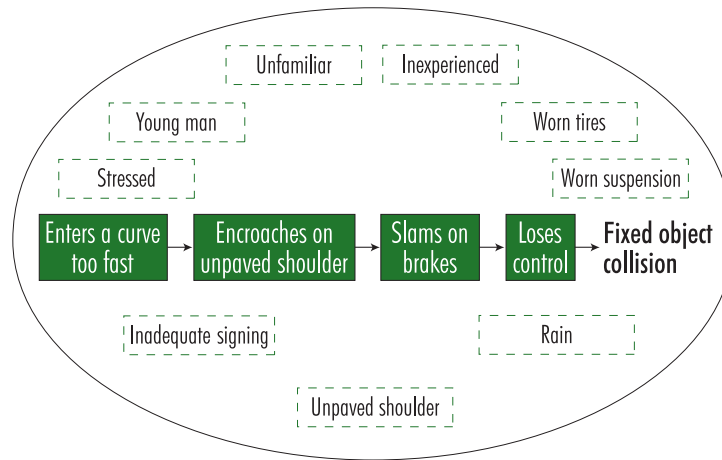 Unfamiliar
Inexperienced
Young man
Worn tires
Stressed
Worn suspension
Enters a curve
too fast
Encroaches on
unpaved shoulder
Slams on
brakes
Loses
control
Fixed object
collision
Inadequate signing
Rain
Unpaved shoulder